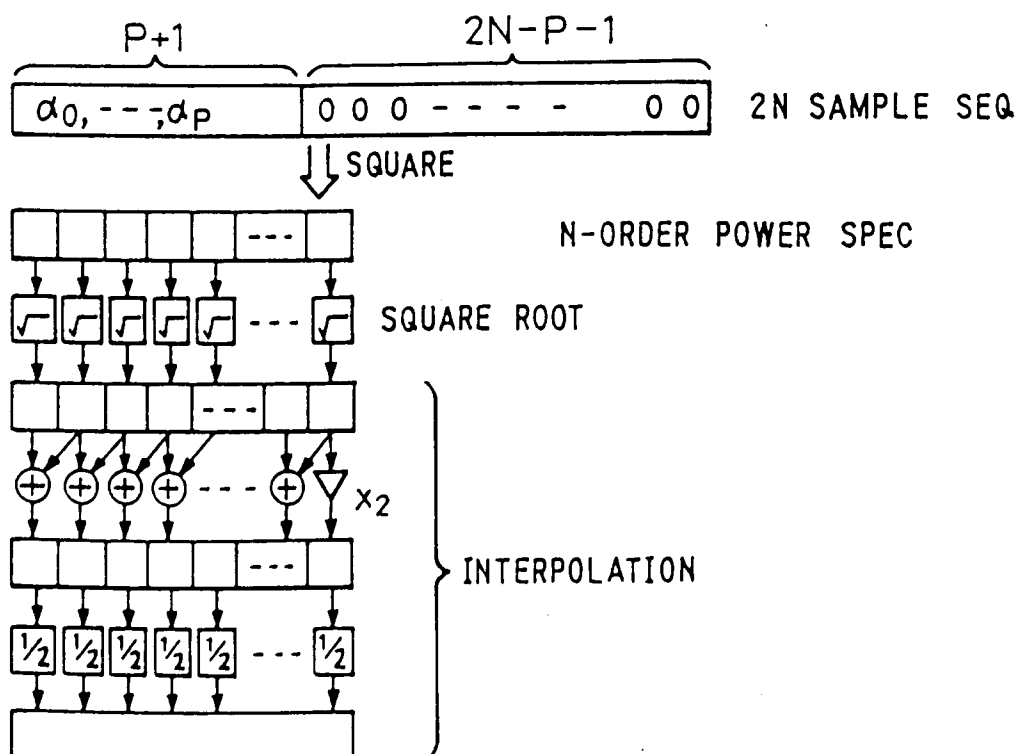 P+1 2N-P-1
α0, ---, αP 0 0 0 - - - - - 0 0 2N SAMPLE SEQ
SQUARE
--- N-ORDER POWER SPEC
√ √ √ √ √ --- √ SQUARE ROOT
---
+ + + + ---- + x2
---
INTERPOLATION
1/2 1/2 1/2 1/2 1/2 --- 1/2